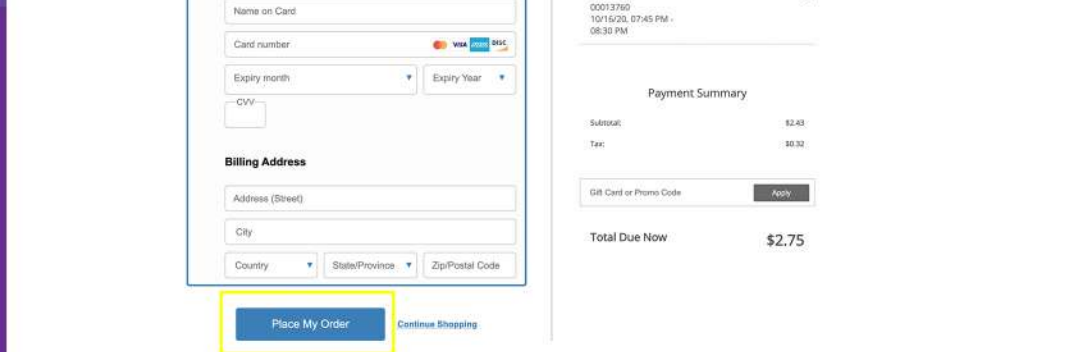 Name on Card
Card number VISA AMEX DISC
Expiry month Expiry Year
CVV
Billing Address
Address (Street)
City
Country State/Province Zip/Postal Code
Place My Order Continue Shopping
00013760
10/16/20, 07:45 PM -
08:30 PM
Payment Summary
Subtotal: $2.43
Tax: $0.32
Gift Card or Promo Code Apply
Total Due Now $2.75